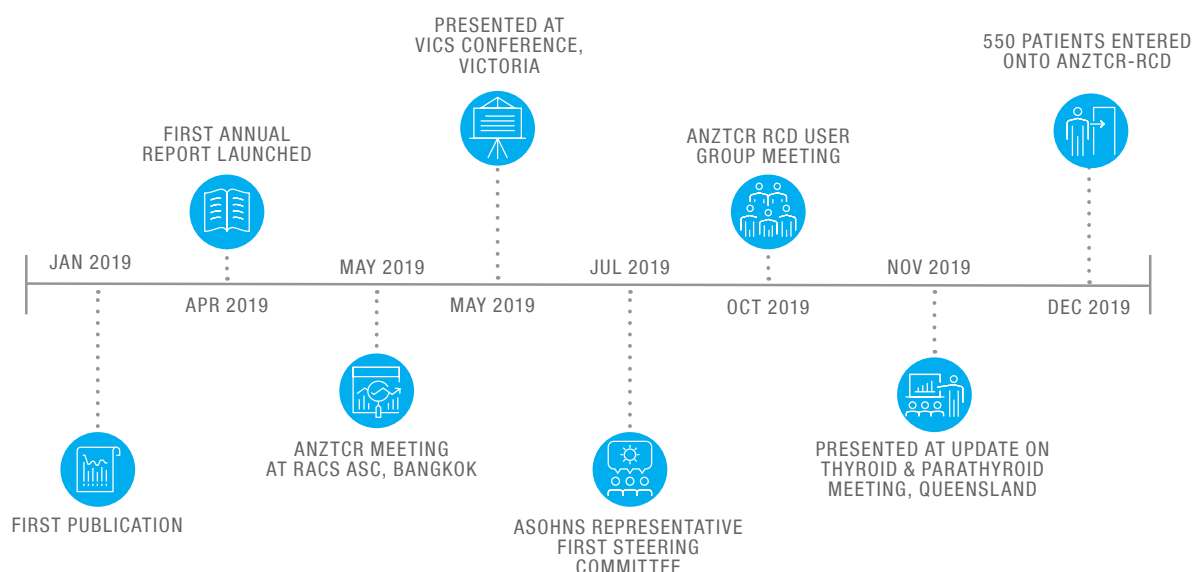 PRESENTED AT
VICS CONFERENCE,
VICTORIA
550 PATIENTS ENTERED
ONTO ANZTCR-RCD
FIRST ANNUAL
REPORT LAUNCHED
ANZTCR RCD USER
GROUP MEETING
JAN 2019
MAY 2019
JUL 2019
NOV 2019
APR 2019
MAY 2019
OCT 2019
DEC 2019
ANZTCR MEETING
AT RACS ASC, BANGKOK
PRESENTED AT UPDATE ON
THYROID & PARATHYROID
MEETING, QUEENSLAND
FIRST PUBLICATION
ASOHNS REPRESENTATIVE
FIRST STEERING
COMMITTEE